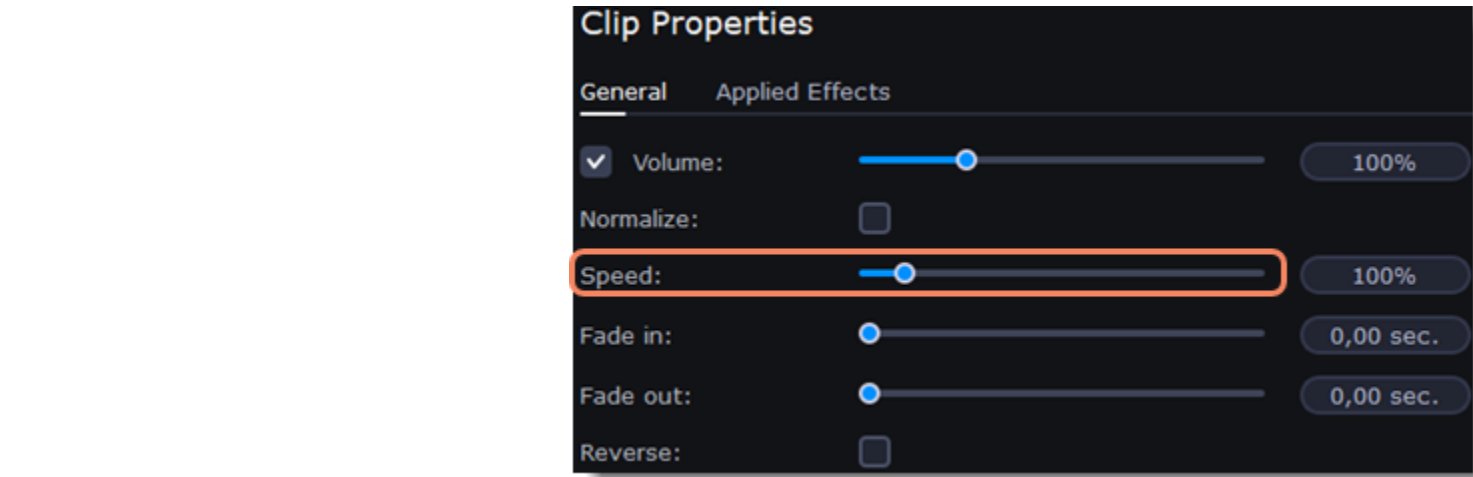 Clip Properties
General Applied Effects
Volume: 100%
Normalize:
Speed: 100%
Fade in: 0,00 sec.
Fade out: 0,00 sec.
Reverse: